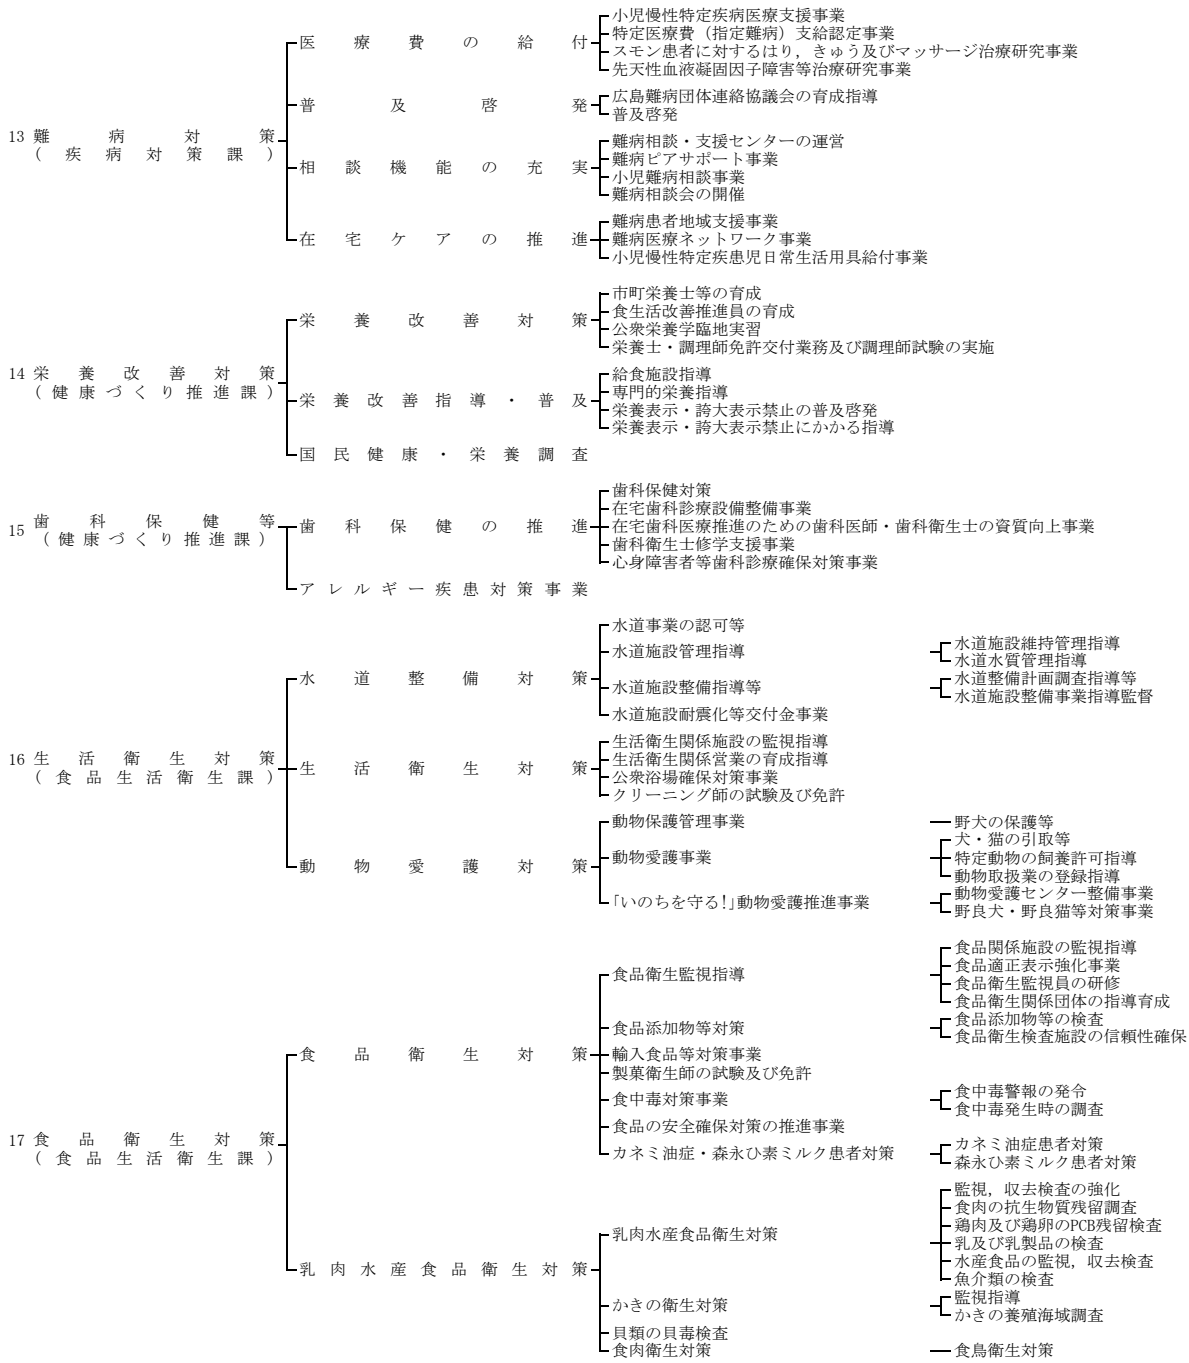 13 難病対策
(疾病対策課)
医療費の給付
小児慢性特定疾病医療支援事業
特定医療費(指定難病)支給認定事業
スモン患者に対するはり，きゅう及びマッサージ治療研究事業
先天性血液凝固因子障害等治療研究事業
普及啓発
広島難病団体連絡協議会の育成指導
普及啓発
相談機能の充実
難病相談・支援センターの運営
難病ピアサポート事業
小児難病相談事業
難病相談会の開催
在宅ケアの推進
難病患者地域支援事業
難病医療ネットワーク事業
小児慢性特定疾患児日常生活用具給付事業
14 栄養改善対策
(健康づくり推進課)
栄養改善対策
市町栄養士等の育成
食生活改善推進員の育成
公衆栄養学臨地実習
栄養士・調理師免許交付業務及び調理師試験の実施
栄養改善指導・普及
給食施設指導
専門的栄養指導
栄養表示・誇大表示禁止の普及啓発
栄養表示・誇大表示禁止にかかる指導
国民健康・栄養調査
15 歯科保健等
(健康づくり推進課)
歯科保健の推進
歯科保健対策
在宅歯科診療設備整備事業
在宅歯科医療推進のための歯科医師・歯科衛生士の資質向上事業
歯科衛生士修学支援事業
心身障害者等歯科診療確保対策事業
アレルギー疾患対策事業
16 生活衛生対策
(食品生活衛生課)
水道整備対策
水道事業の認可等
水道施設管理指導
水道施設維持管理指導
水道水質管理指導
水道施設整備指導等
水道整備計画調査指導等
水道施設整備事業指導監督
水道施設耐震化等交付金事業
生活衛生対策
生活衛生関係施設の監視指導
生活衛生関係営業の育成指導
公衆浴場確保対策事業
クリーニング師の試験及び免許
動物愛護対策
動物保護管理事業
野犬の保護等
動物愛護事業
犬・猫の引取等
特定動物の飼養許可指導
動物取扱業の登録指導
「いのちを守る!」動物愛護推進事業
動物愛護センター整備事業
野良犬・野良猫等対策事業
17 食品衛生対策
(食品生活衛生課)
食品衛生対策
食品衛生監視指導
食品関係施設の監視指導
食品適正表示強化事業
食品衛生監視員の研修
食品衛生関係団体の指導育成
食品添加物等対策
食品添加物等の検査
食品衛生検査施設の信頼性確保
輸入食品等対策事業
製菓衛生師の試験及び免許
食中毒対策事業
食中毒警報の発令
食中毒発生時の調査
食品の安全確保対策の推進事業
カネミ油症・森永ひ素ミルク患者対策
カネミ油症患者対策
森永ひ素ミルク患者対策
乳肉水産食品衛生対策
乳肉水産食品衛生対策
監視，収去検査の強化
食肉の抗生物質残留調査
鶏肉及び鶏卵のPCB残留検査
乳及び乳製品の検査
水産食品の監視，収去検査
魚介類の検査
かきの衛生対策
監視指導
かきの養殖海域調査
貝類の貝毒検査
食肉衛生対策
食鳥衛生対策